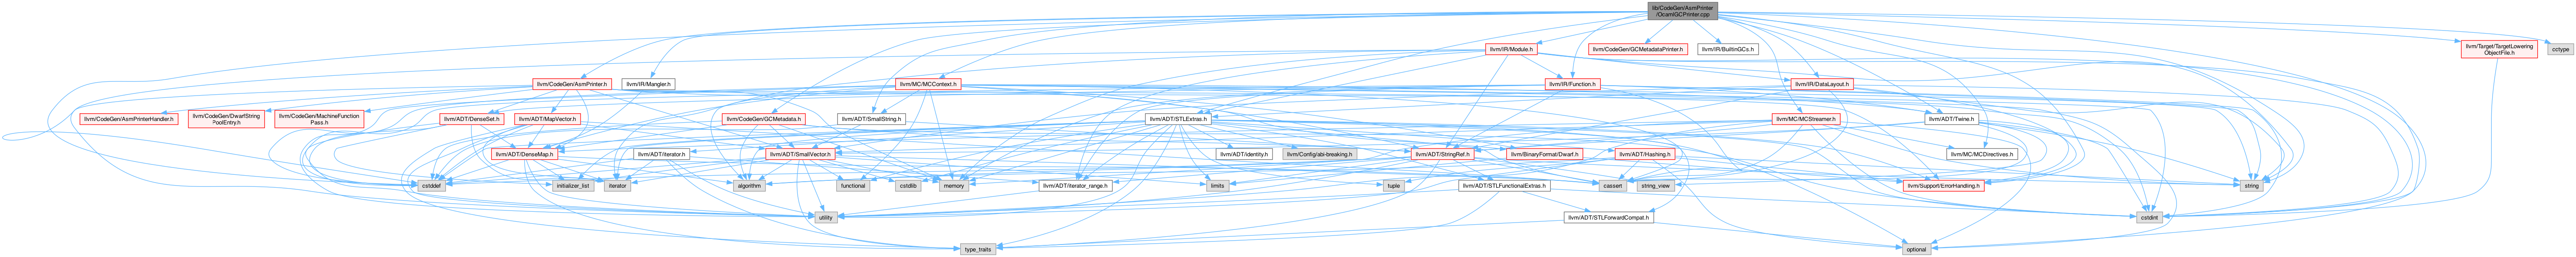 lib/CodeGen/AsmPrinter
/OcamlGCPrinter.cpp
llvm/IR/Module.h
llvm/CodeGen/GCMetadataPrinter.h
llvm/IR/BuiltinGCs.h
llvm/Target/TargetLowering
ObjectFile.h
cctype
llvm/CodeGen/AsmPrinter.h
llvm/IR/Mangler.h
llvm/MC/MCContext.h
llvm/IR/Function.h
llvm/IR/DataLayout.h
llvm/CodeGen/AsmPrinterHandler.h
llvm/CodeGen/DwarfString
PoolEntry.h
llvm/CodeGen/MachineFunction
Pass.h
llvm/ADT/DenseSet.h
llvm/ADT/MapVector.h
llvm/CodeGen/GCMetadata.h
llvm/ADT/SmallString.h
llvm/ADT/STLExtras.h
llvm/MC/MCStreamer.h
llvm/ADT/Twine.h
llvm/ADT/DenseMap.h
llvm/ADT/iterator.h
llvm/ADT/SmallVector.h
llvm/ADT/identity.h
llvm/Config/abi-breaking.h
llvm/ADT/StringRef.h
llvm/BinaryFormat/Dwarf.h
llvm/ADT/Hashing.h
llvm/MC/MCDirectives.h
cstddef
initializer_list
iterator
algorithm
functional
cstdlib
memory
llvm/ADT/iterator_range.h
limits
tuple
llvm/ADT/STLFunctionalExtras.h
cassert
string_view
llvm/Support/ErrorHandling.h
string
utility
llvm/ADT/STLForwardCompat.h
cstdint
type_traits
optional